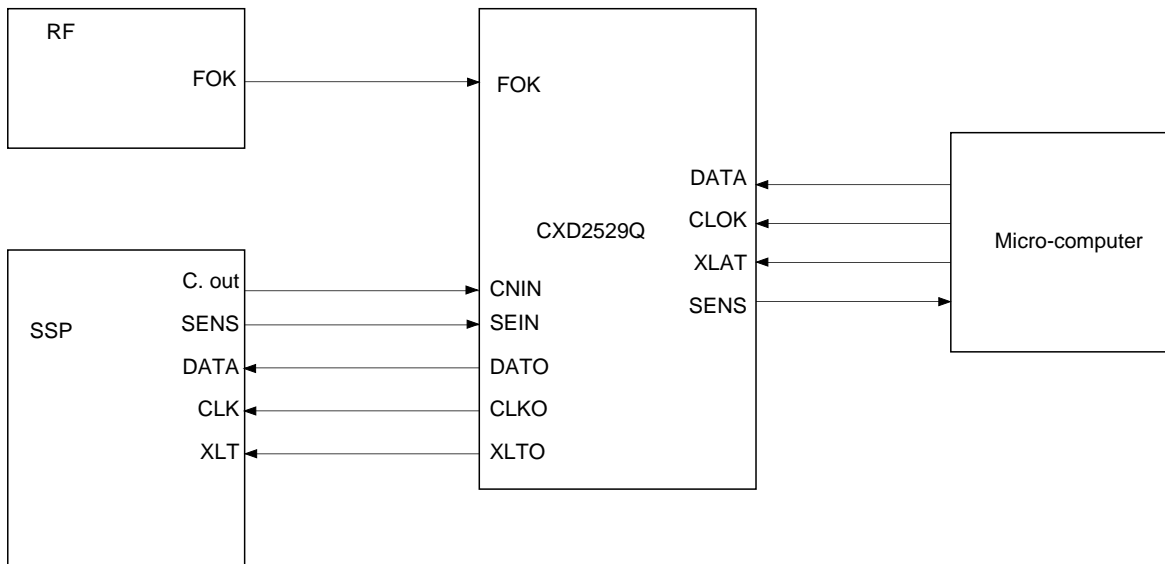 RF
FOK
FOK
DATA
CLOK
CXD2529Q
Micro-computer
XLAT
C. out
CNIN
SENS
SENS
SEIN
SSP
DATA
DATO
CLK
CLKO
XLT
XLTO